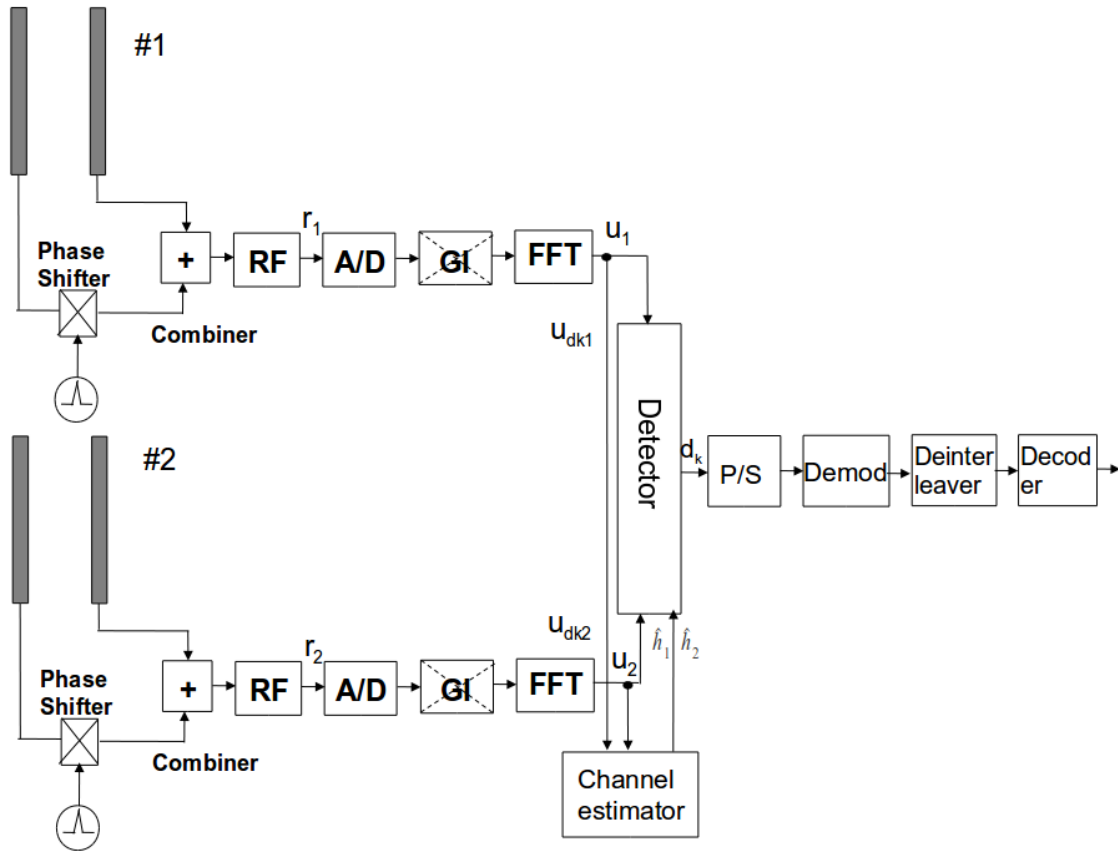 #1
Phase
Shifter
+
Combiner
RF
r1
A/D
GI
FFT
u1
udk1
Detector
dk
P/S
Demod
Deinter
leaver
Decod
er
#2
Phase
Shifter
+
Combiner
RF
r2
A/D
GI
FFT
udk2
u2
ĥ1 ĥ2
Channel
estimator